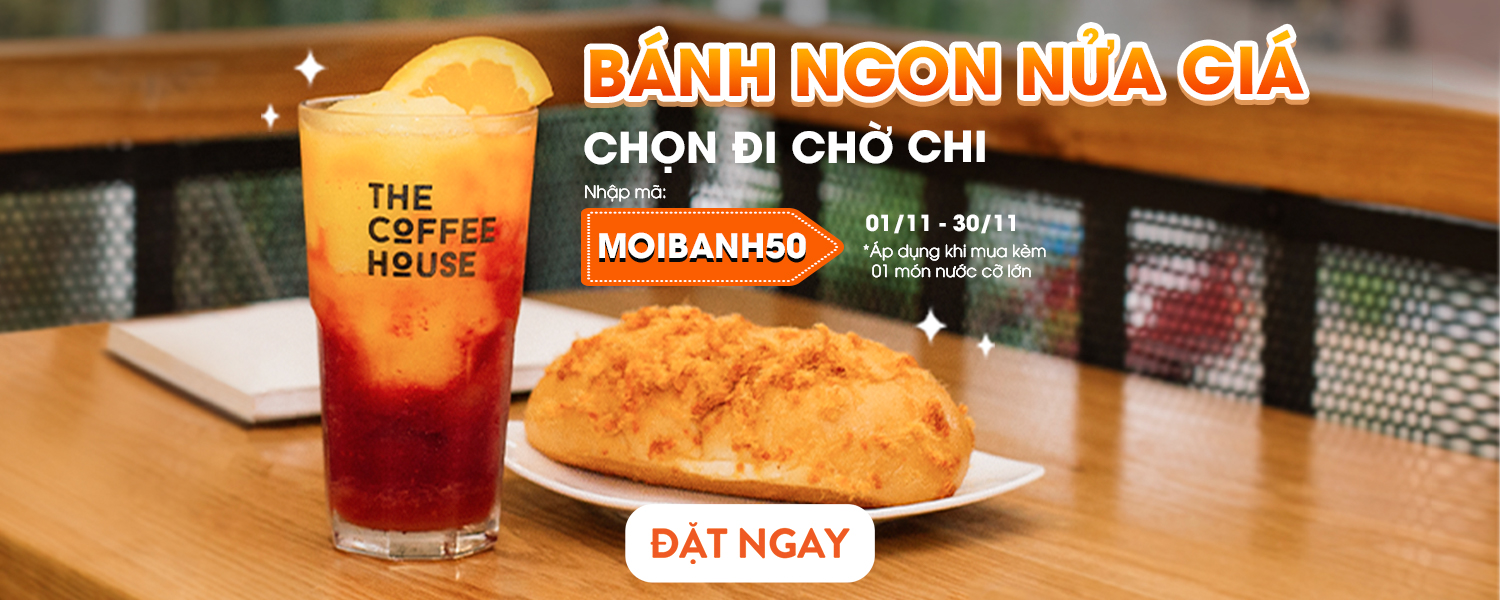 THE
COFFEE
HOUSE
BÁNH NGON NỬA GIÁ
CHỌN ĐI CHỜ CHI
Nhập mã:
MOIBANH50
01/11 - 30/11
*Áp dụng khi mua kèm
01 món nước cỡ lớn
ĐẶT NGAY